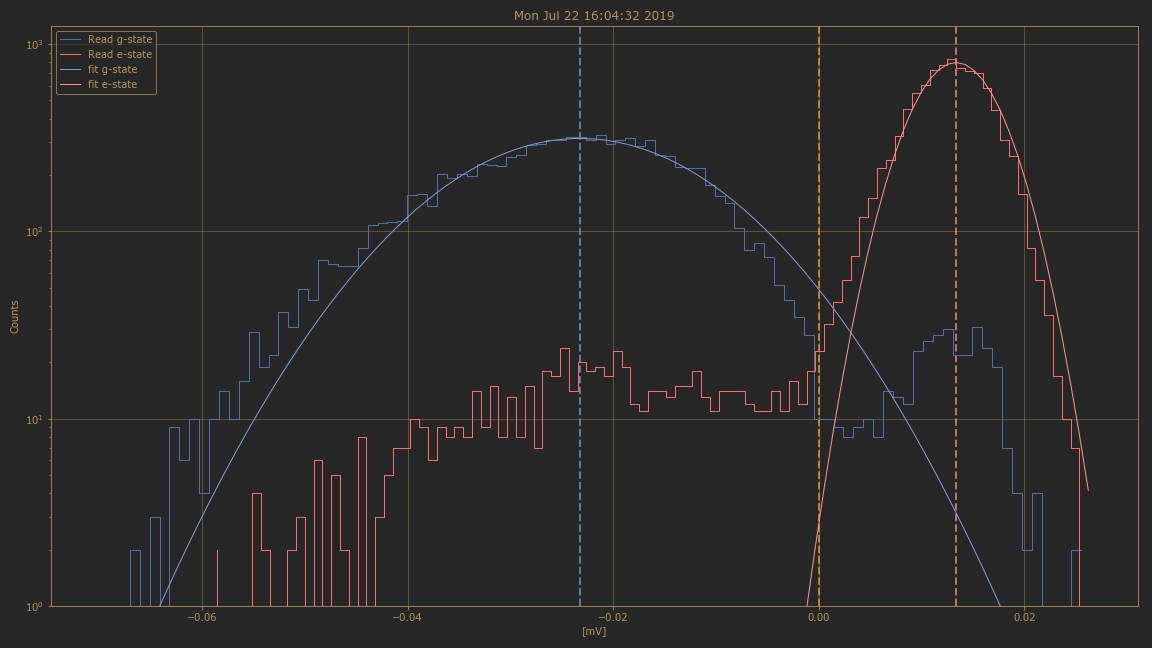 Mon Jul 22 16:04:32 2019
Read g-state
Read e-state
fit g-state
fit e-state
10³
10²
10¹
10⁰
Counts
−0.06
−0.04
−0.02
0.00
0.02
[mV]